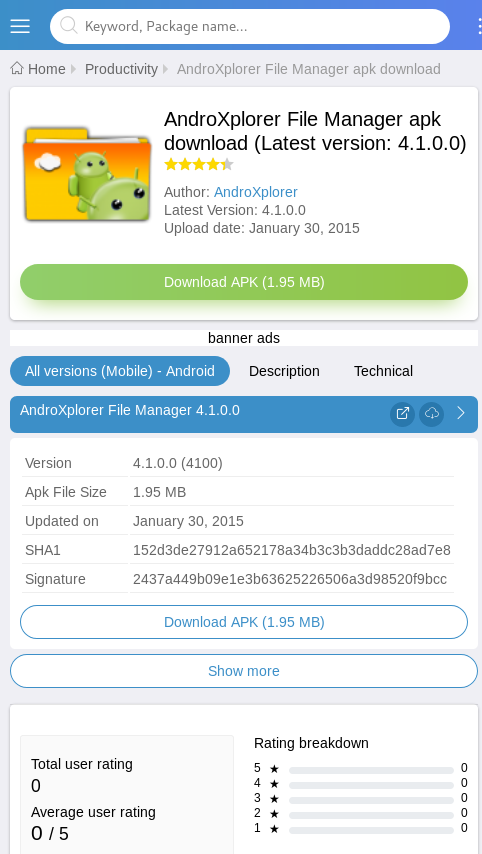 Keyword, Package name...
Home Productivity AndroXplorer File Manager apk download
AndroXplorer File Manager apk
download (Latest version: 4.1.0.0)
Author: AndroXplorer
Latest Version: 4.1.0.0
Upload date: January 30, 2015
Download APK (1.95 MB)
banner ads
All versions (Mobile) - Android Description Technical
AndroXplorer File Manager 4.1.0.0
Version 4.1.0.0 (4100)
Apk File Size 1.95 MB
Updated on January 30, 2015
SHA1 152d3de27912a652178a34b3c3b3daddc28ad7e8
Signature 2437a449b09e1e3b63625226506a3d98520f9bcc
Download APK (1.95 MB)
Show more
Total user rating
0
Average user rating
0 / 5
Rating breakdown
5 ★ 0
4 ★ 0
3 ★ 0
2 ★ 0
1 ★ 0